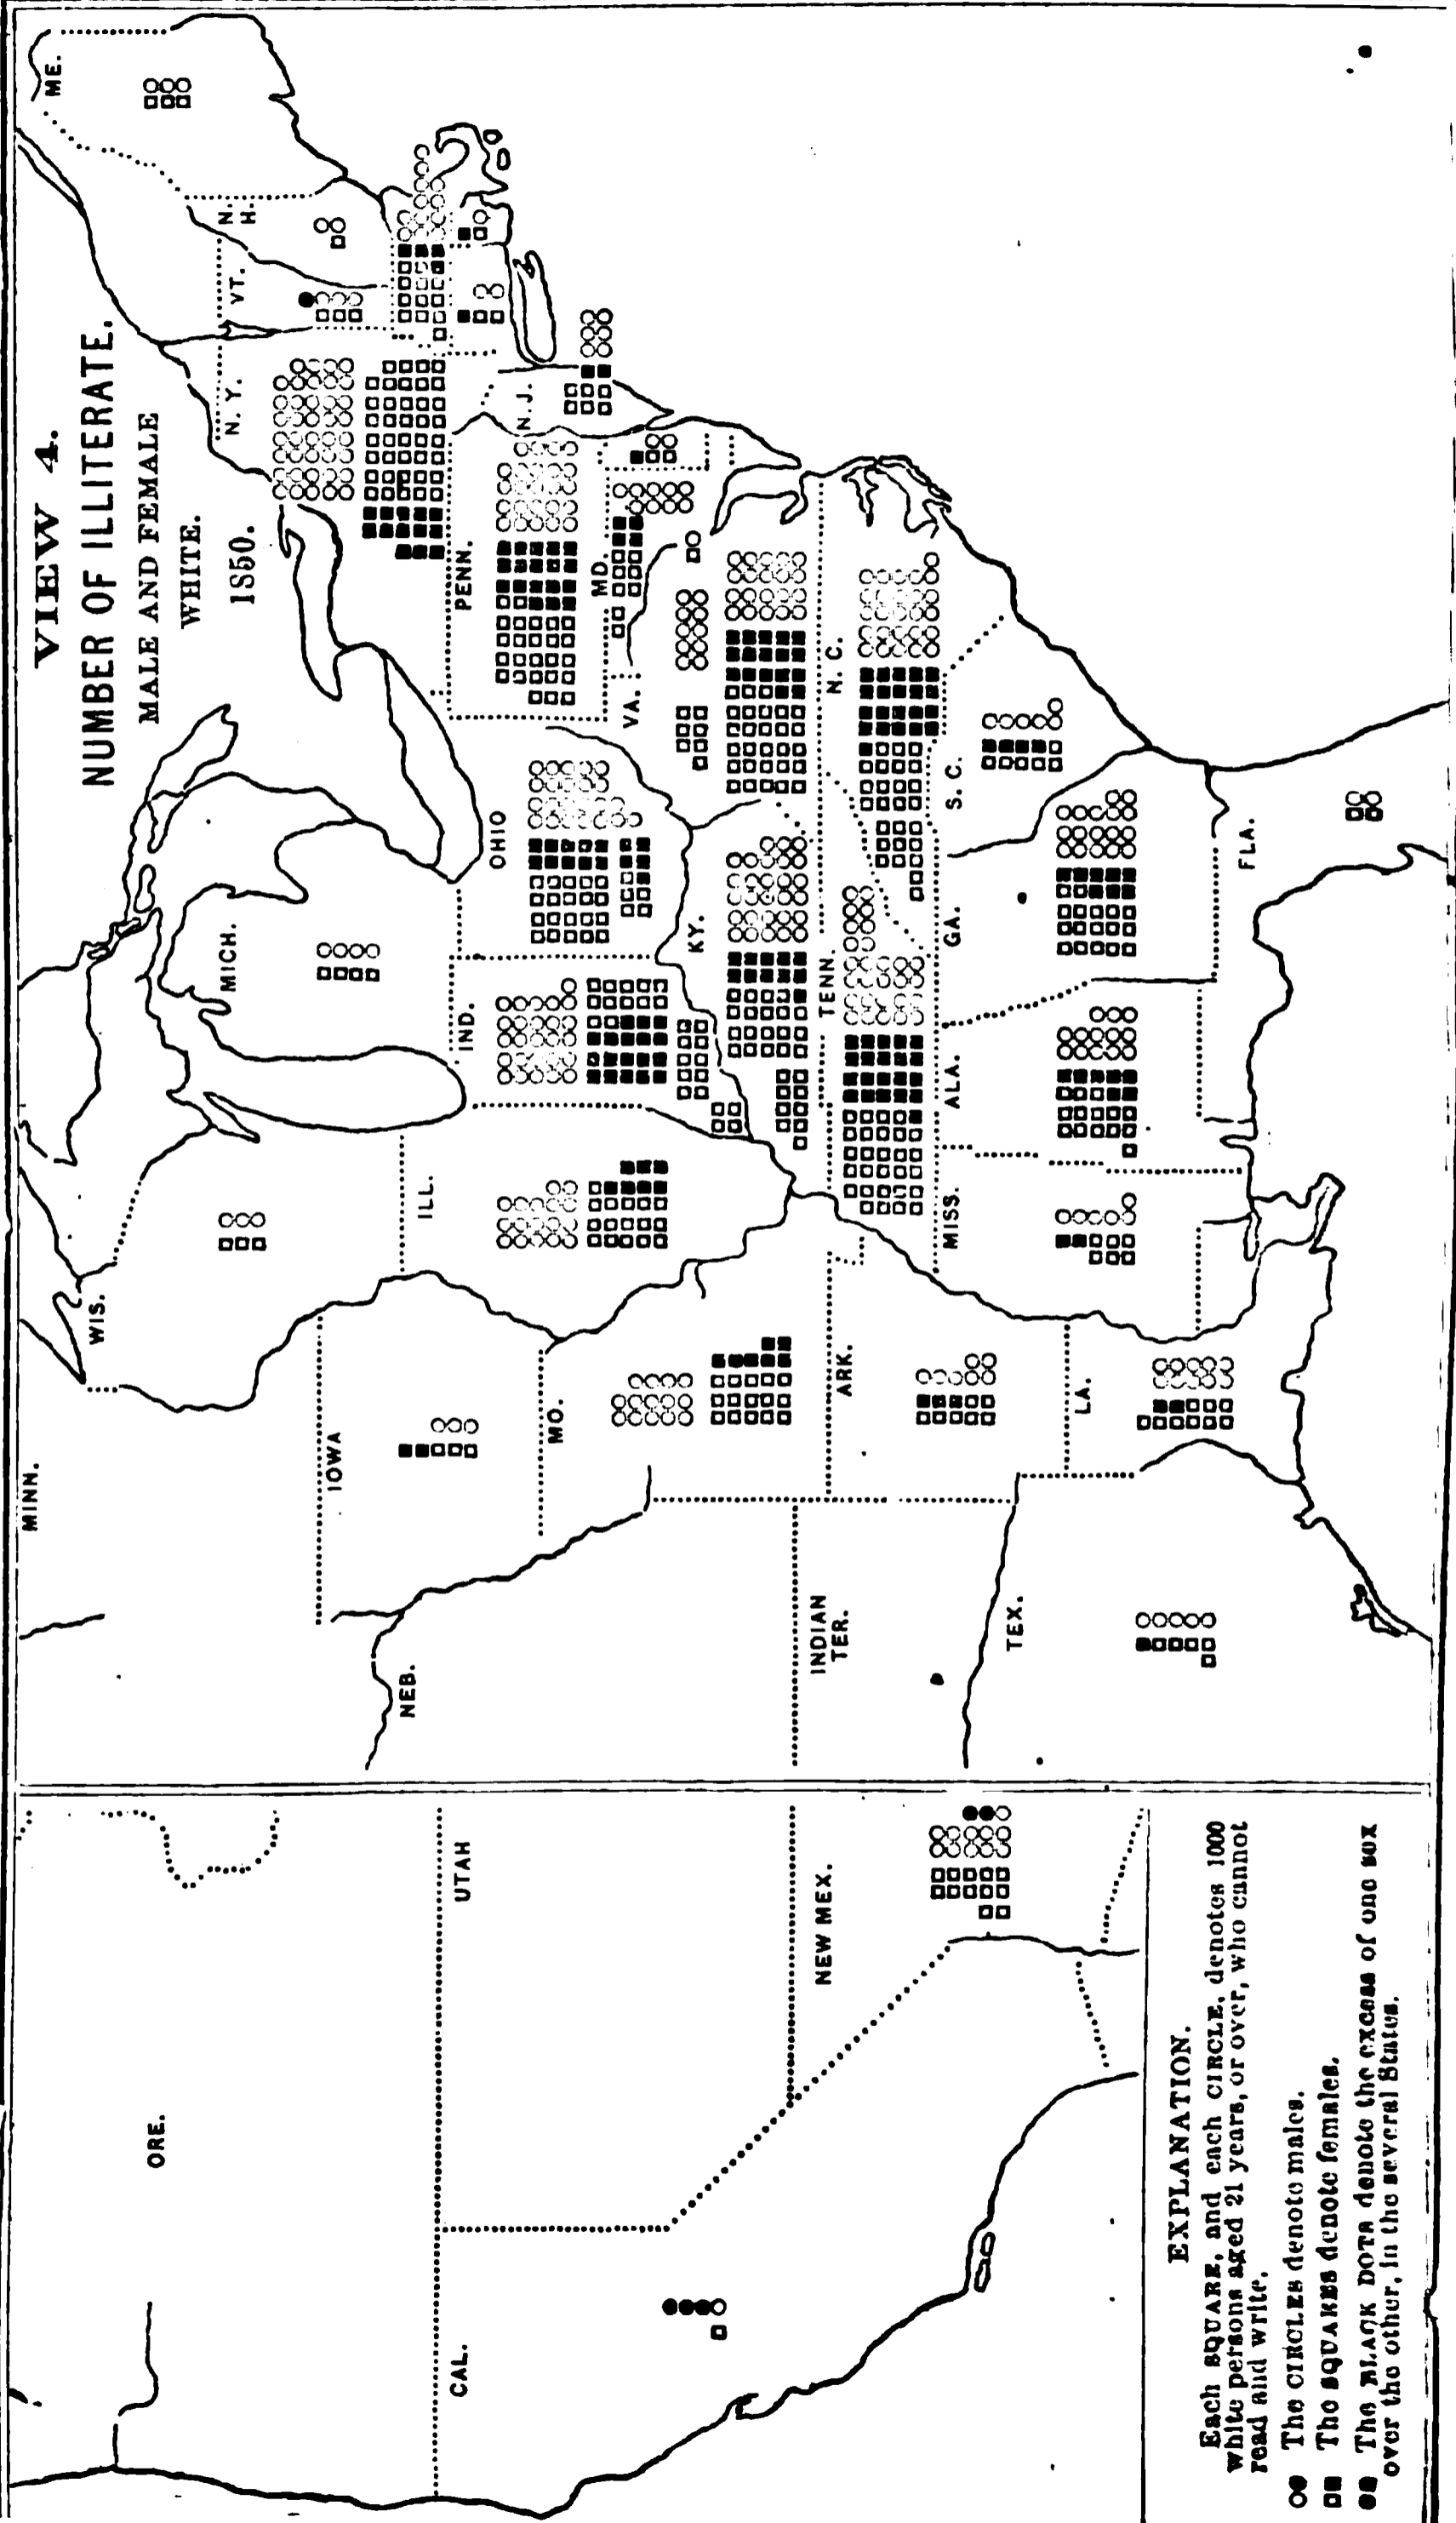 VIEW 4.
NUMBER OF ILLITERATE.
MALE AND FEMALE
WHITE.
1850.
ME.
N.
H.
VT.
N. Y.
N. J.
PENN.
MD.
VA.
OHIO
MICH.
IND.
KY.
N. C.
TENN.
S. C.
GA.
FLA.
ALA.
MISS.
ILL.
WIS.
MINN.
IOWA
MO.
ARK.
LA.
NEB.
INDIAN
TER.
TEX.
ORE.
UTAH
CAL.
NEW MEX.
EXPLANATION.
Each SQUARE, and each CIRCLE, denotes 1000
white persons aged 21 years, or over, who cannot
read and write.
The CIRCLES denote males.
The SQUARES denote females.
The BLACK DOTS denote the excess of one sex
over the other, in the several States.